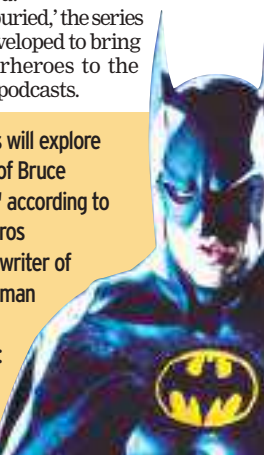 buried,’ the series
veloped to bring
rheroes to the
podcasts.
s will explore
of Bruce
’ according to
ros
writer of
man